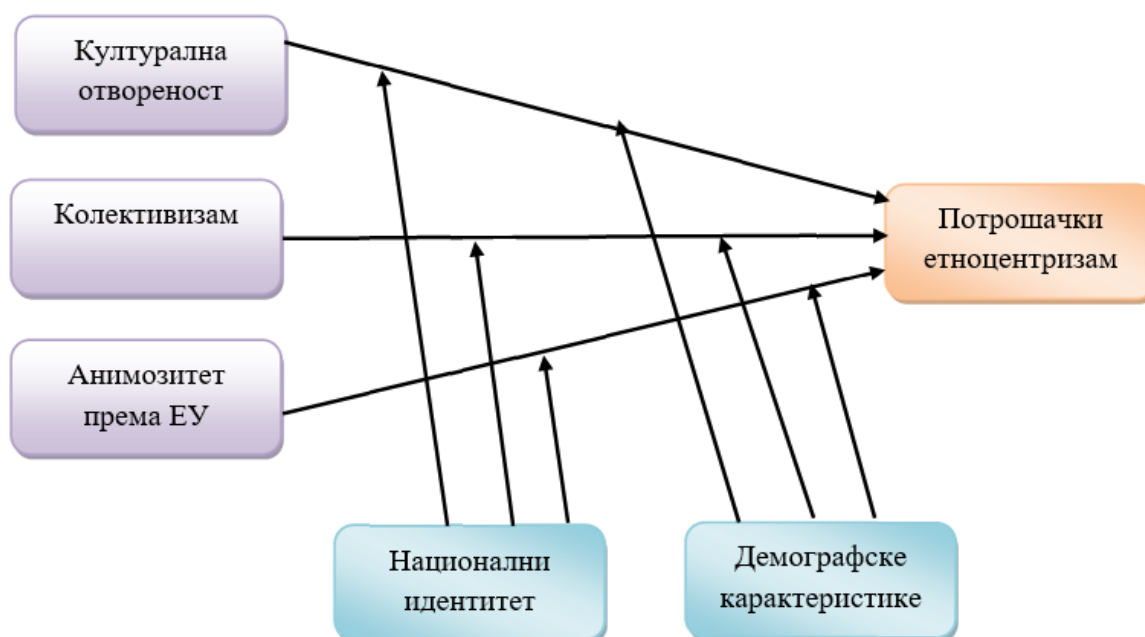 Културална
отвореност
Колективизам
Анимозитет
према ЕУ
Потрошачки
етноцентризам
Национални
идентитет
Демографске
карактеристике